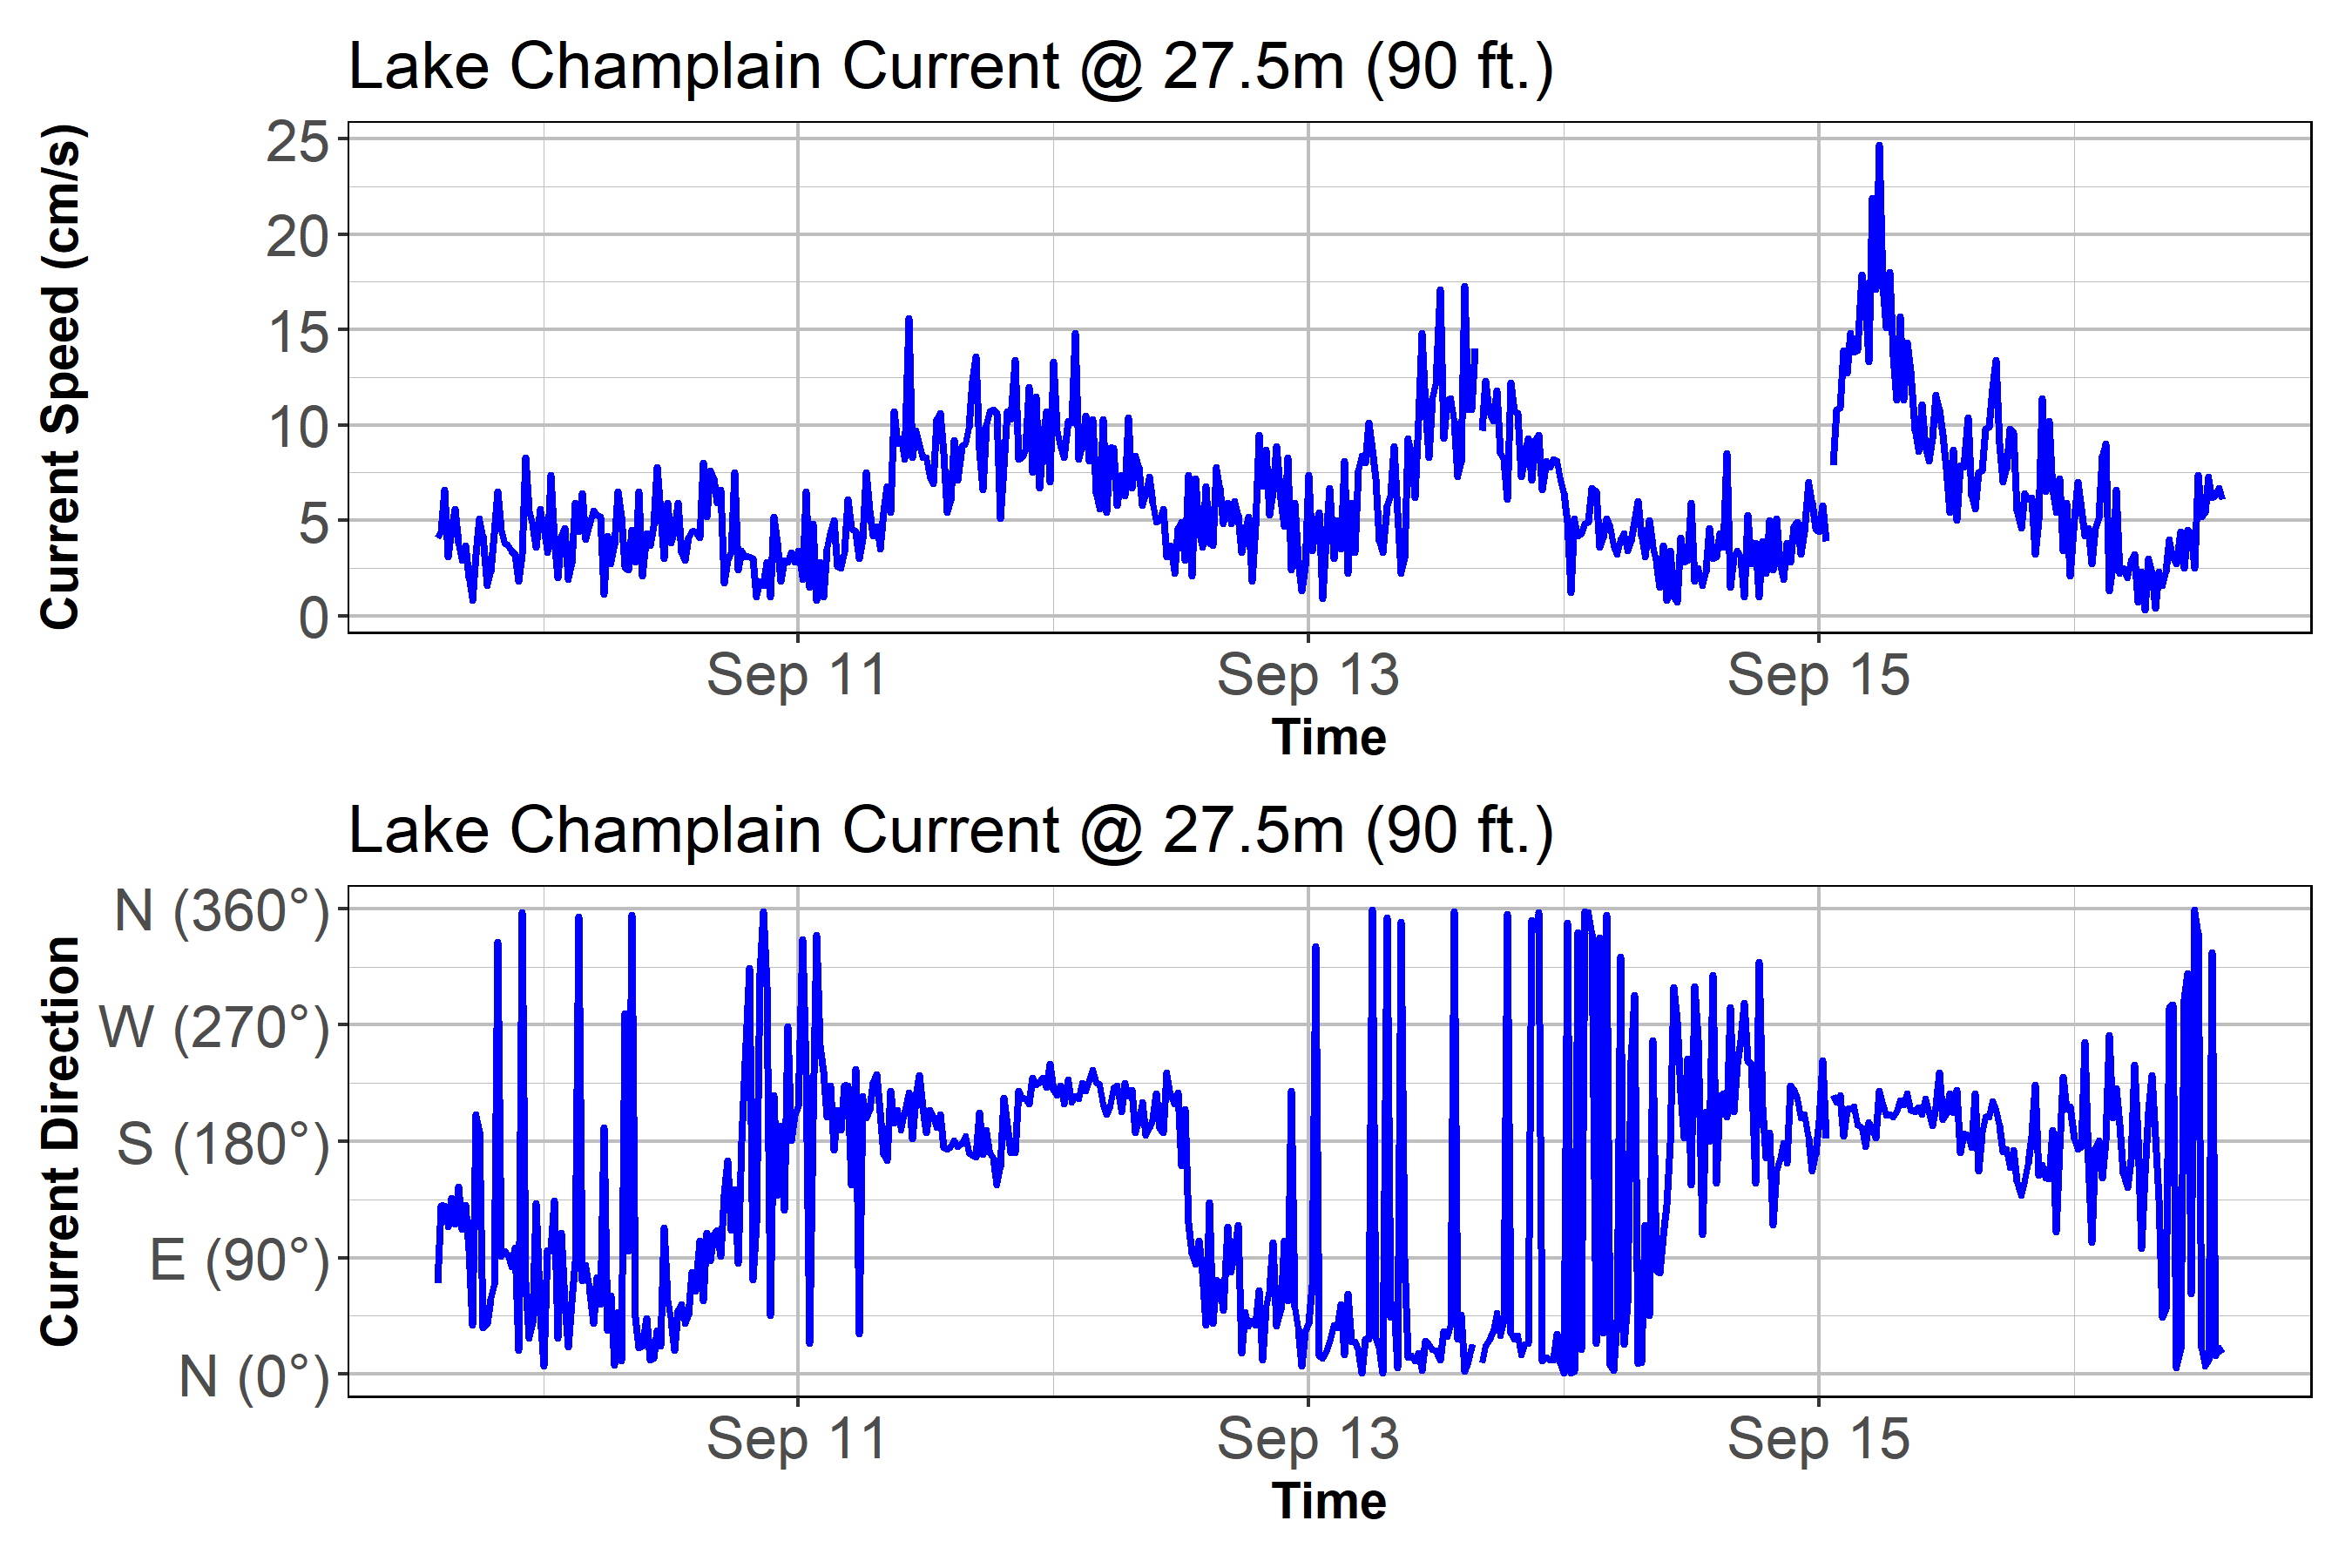 Lake Champlain Current @ 27.5m (90 ft.)
Current Speed (cm/s)
25
20
15
10
5
0
Sep 11 Sep 13 Sep 15
Time
Lake Champlain Current @ 27.5m (90 ft.)
Current Direction
N (360°)
W (270°)
S (180°)
E (90°)
N (0°)
Sep 11 Sep 13 Sep 15
Time